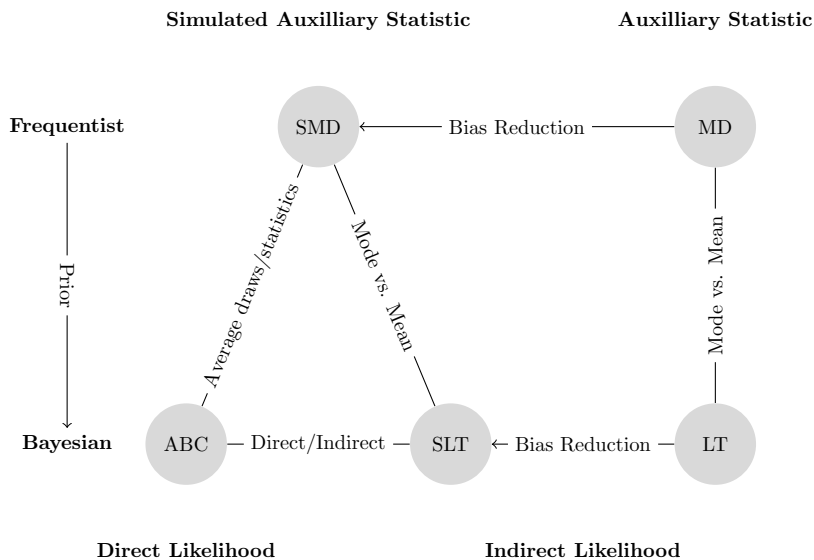 Simulated Auxilliary Statistic
Auxilliary Statistic
Frequentist
SMD
Bias Reduction
MD
Prior
Average draws/statistics
Mode vs. Mean
Mode vs. Mean
Bayesian
ABC
Direct/Indirect
SLT
Bias Reduction
LT
Direct Likelihood
Indirect Likelihood